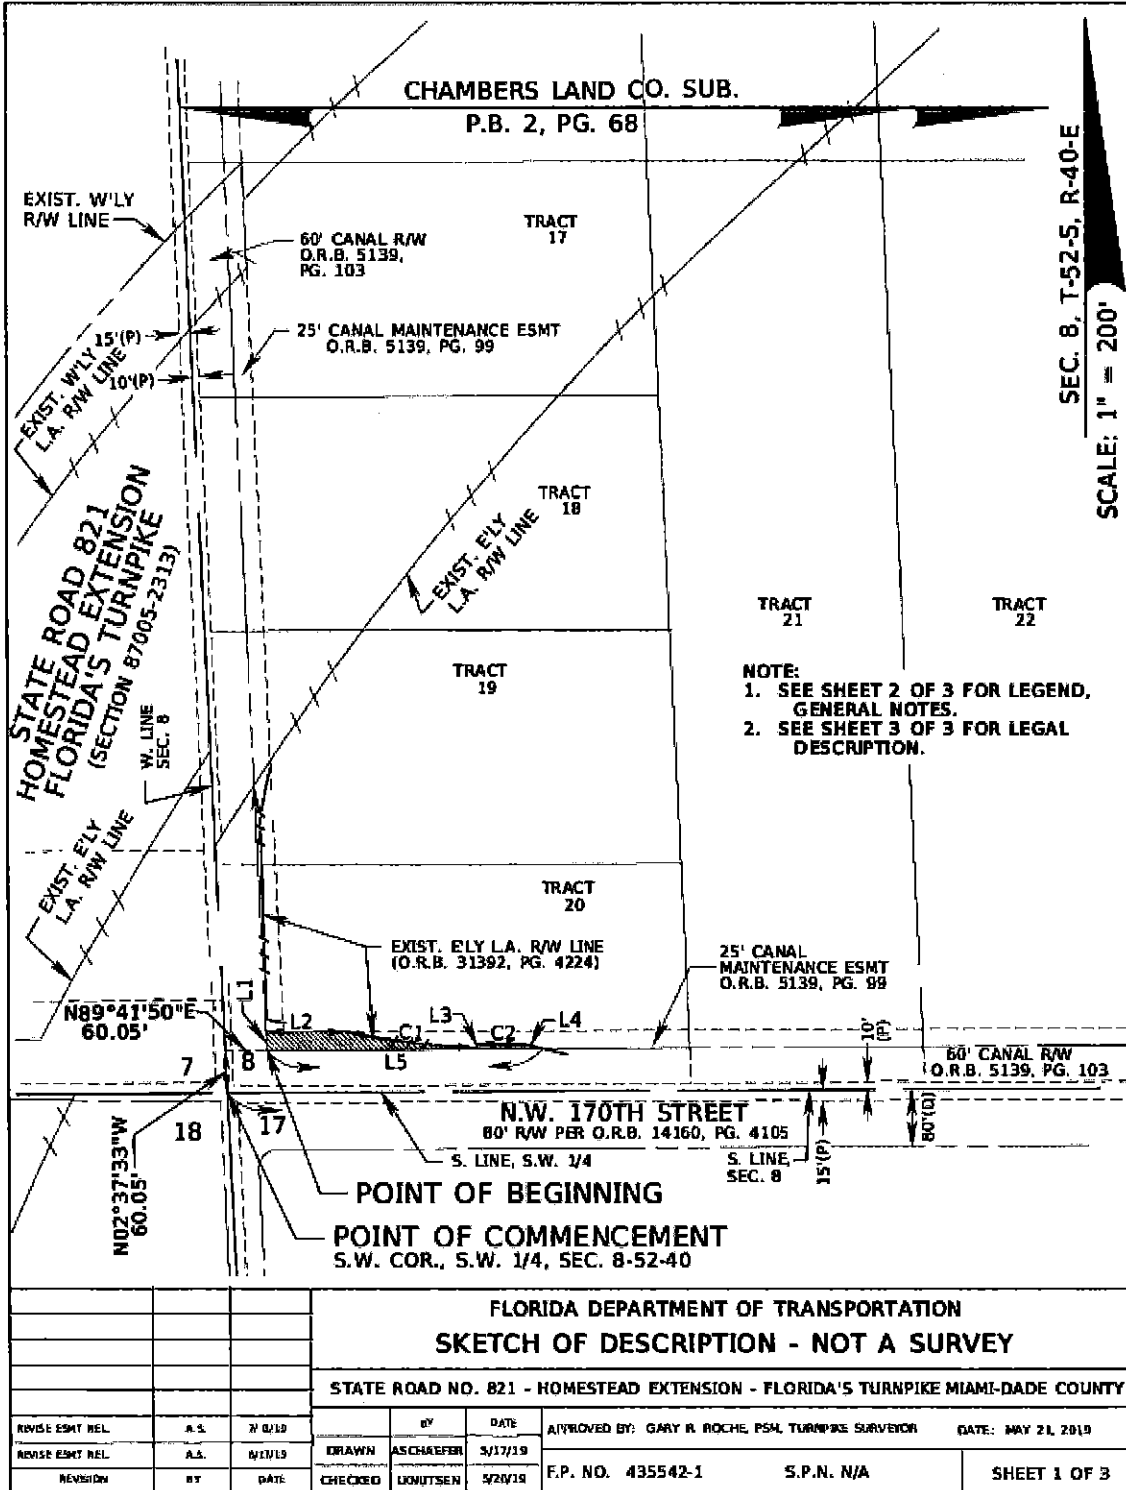 CHAMBERS LAND CO. SUB.
P.B. 2, PG. 68
SEC. 8, T-52-S, R-40-E
SCALE: 1" = 200'
EXIST. W'LY
R/W LINE
60' CANAL R/W
O.R.B. 5139,
PG. 103
TRACT
17
25' CANAL MAINTENANCE ESMT
O.R.B. 5139, PG. 99
15'(P)
10'(P)
EXIST. W'LY
L.A. R/W LINE
TRACT
18
EXIST. E'LY
L.A. R/W LINE
STATE ROAD 821
HOMESTEAD EXTENSION
FLORIDA'S TURNPIKE
(SECTION 87005-2313)
W. LINE
SEC. 8
TRACT
19
TRACT
21
TRACT
22
NOTE:
1. SEE SHEET 2 OF 3 FOR LEGEND,
GENERAL NOTES.
2. SEE SHEET 3 OF 3 FOR LEGAL
DESCRIPTION.
EXIST. E'LY
L.A. R/W LINE
TRACT
20
EXIST. E'LY L.A. R/W LINE
(O.R.B. 31392, PG. 4224)
25' CANAL
MAINTENANCE ESMT
O.R.B. 5139, PG. 99
N89°41'50"E
60.05'
L1
L2
C1
L3
C2
L4
L5
10'
(P)
60' CANAL R/W
O.R.B. 5139, PG. 103
7
8
18
17
N.W. 170TH STREET
80' R/W PER O.R.B. 14160, PG. 4105
S. LINE, S.W. 1/4
S. LINE,
SEC. 8
15'(P)
N02°37'33"W
60.05'
POINT OF BEGINNING
POINT OF COMMENCEMENT
S.W. COR., S.W. 1/4, SEC. 8-52-40
FLORIDA DEPARTMENT OF TRANSPORTATION
SKETCH OF DESCRIPTION - NOT A SURVEY
STATE ROAD NO. 821 - HOMESTEAD EXTENSION - FLORIDA'S TURNPIKE MIAMI-DADE COUNTY
REVISE ESMT REL. A.S.
REVISE ESMT REL. A.S.
REVISION BY DATE
BY DATE
DRAWN ASCHAEFER 5/17/19
CHECKED LKNUTSEN 5/20/19
APPROVED BY: GARY R. ROCHE, PSM, TURNPIKE SURVEYOR DATE: MAY 21, 2019
F.P. NO. 435542-1 S.P.N. N/A SHEET 1 OF 3